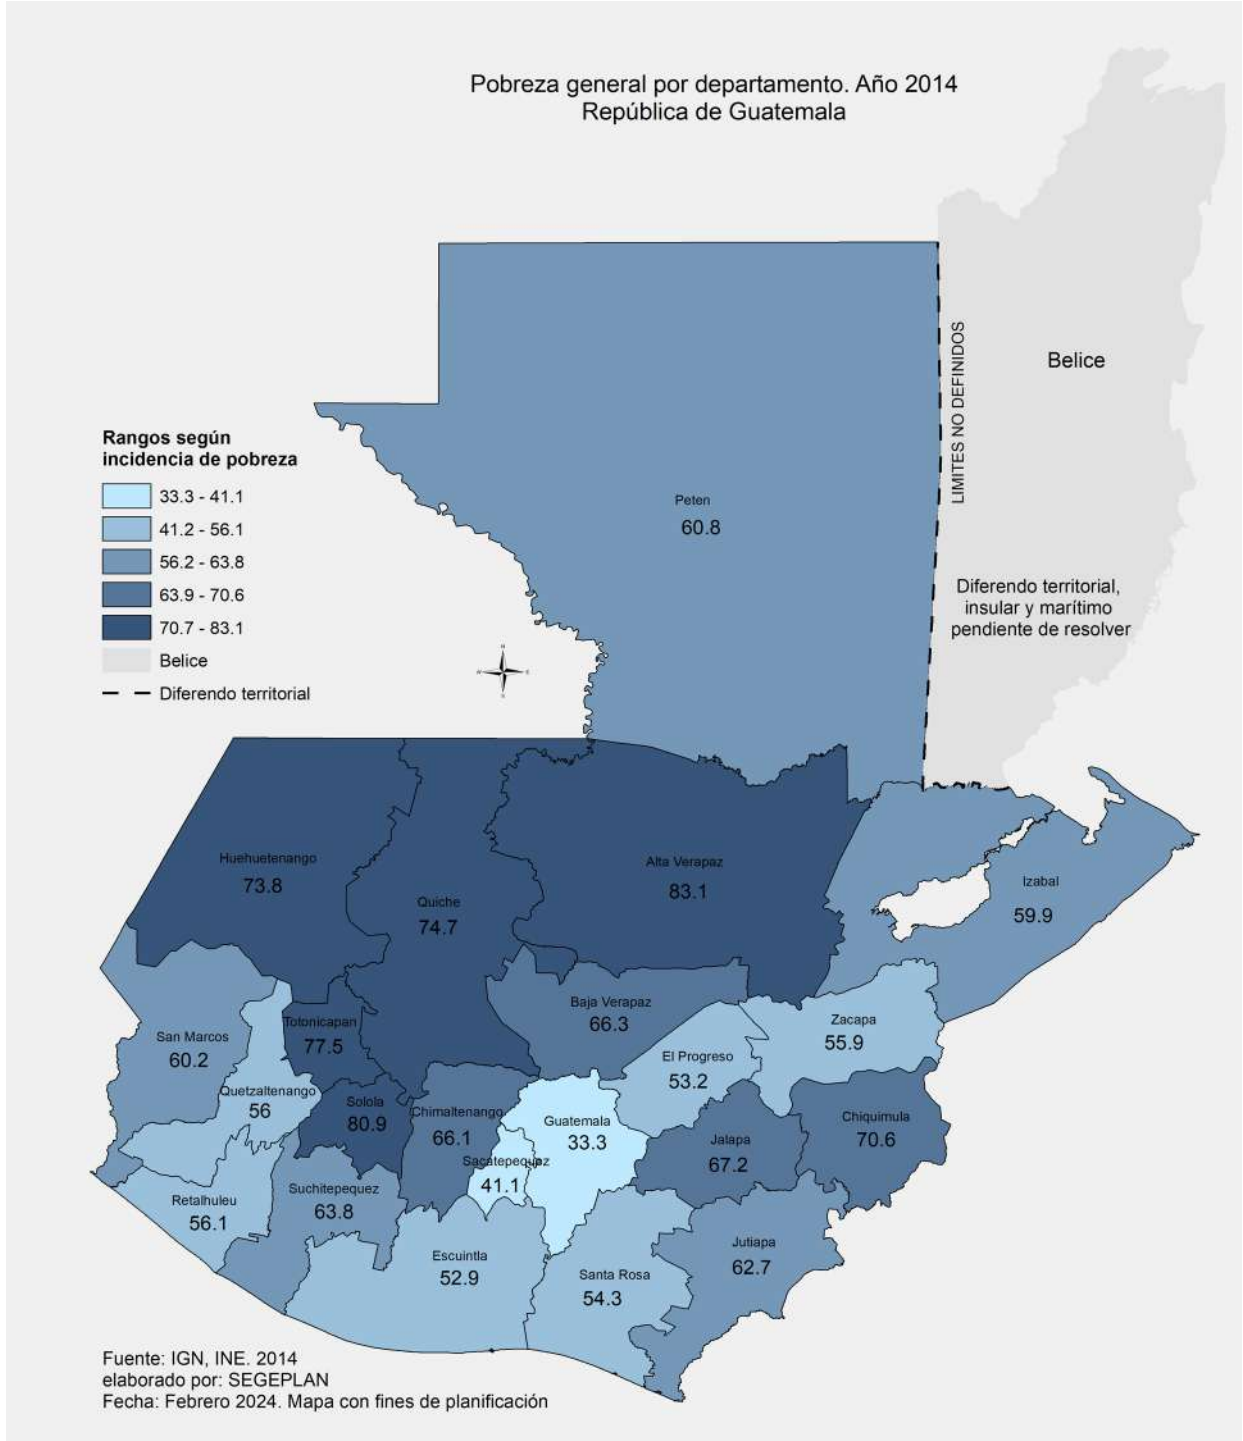 Pobreza general por departamento. Año 2014
República de Guatemala
LIMITES NO DEFINIDOS
Belice
Rangos según
incidencia de pobreza
33.3 - 41.1
41.2 - 56.1
56.2 - 63.8
63.9 - 70.6
70.7 - 83.1
Belice
Diferendo territorial
Peten
60.8
Diferendo territorial,
insular y marítimo
pendiente de resolver
Huehuetenango
73.8
Quiche
74.7
Alta Verapaz
83.1
Izabal
59.9
Baja Verapaz
66.3
Zacapa
55.9
San Marcos
60.2
Totonicapan
77.5
El Progreso
53.2
Quetzaltenango
56
Solola
80.9
Chimaltenango
66.1
Guatemala
33.3
Jalapa
67.2
Chiquimula
70.6
Sacatepequez
41.1
Retalhuleu
56.1
Suchitepequez
63.8
Escuintla
52.9
Santa Rosa
54.3
Jutiapa
62.7
Fuente: IGN, INE. 2014
elaborado por: SEGEPLAN
Fecha: Febrero 2024. Mapa con fines de planificación